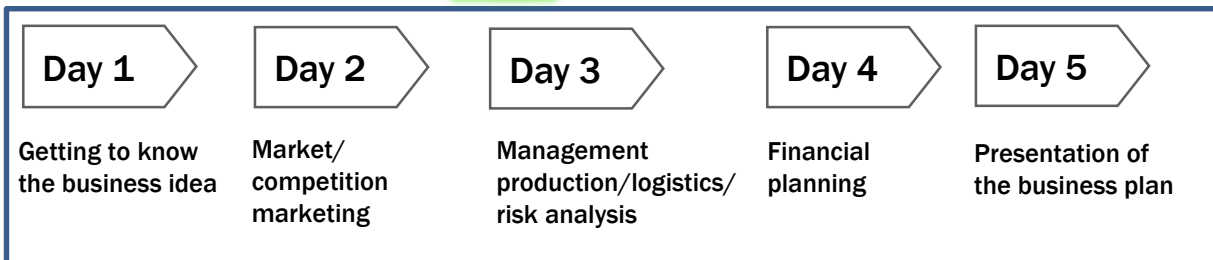 Day 1
Getting to know
the business idea
Day 2
Market/
competition
marketing
Day 3
Management
production/logistics/
risk analysis
Day 4
Financial
planning
Day 5
Presentation of
the business plan